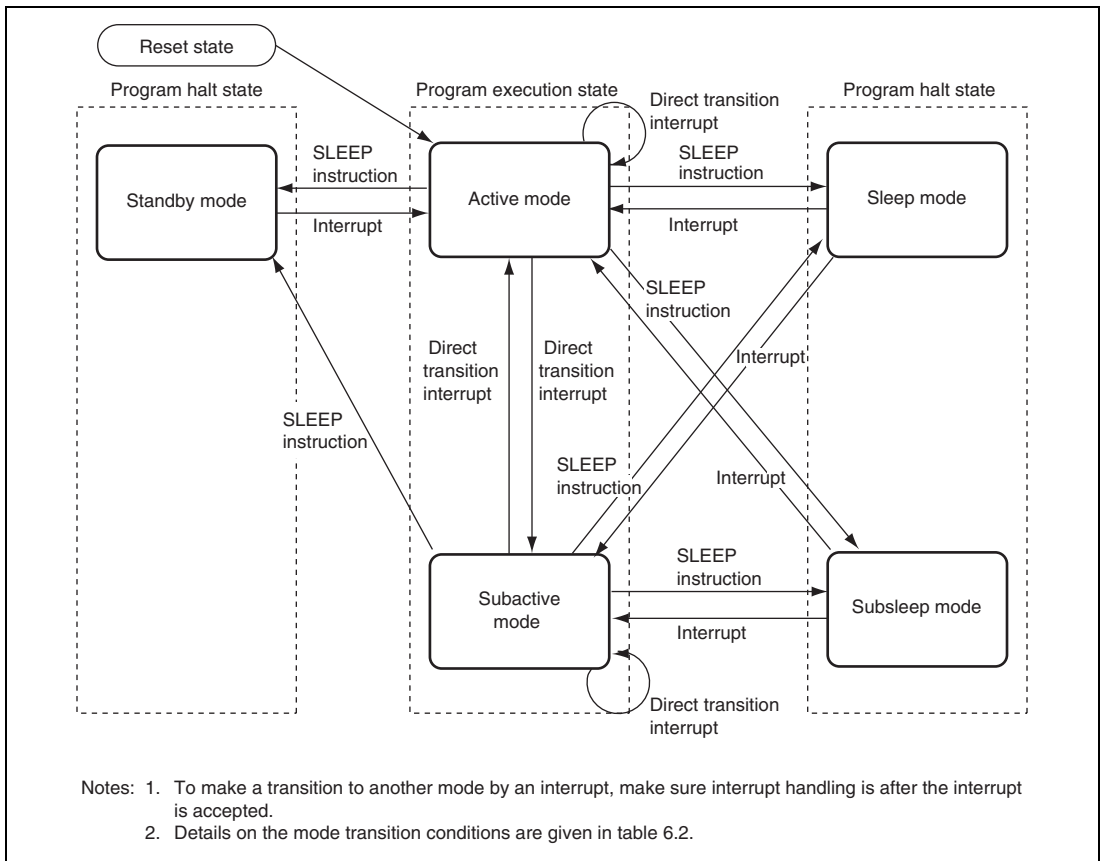 Reset state
Program halt state
Program execution state
Program halt state
Direct transition
interrupt
Standby mode
SLEEP
instruction
Interrupt
Active mode
SLEEP
instruction
Interrupt
Sleep mode
SLEEP
instruction
Direct
transition
interrupt
Direct
transition
interrupt
Interrupt
SLEEP
instruction
SLEEP
instruction
Interrupt
Subactive
mode
SLEEP
instruction
Interrupt
Subsleep mode
Direct transition
interrupt
Notes: 1. To make a transition to another mode by an interrupt, make sure interrupt handling is after the interrupt
is accepted.
2. Details on the mode transition conditions are given in table 6.2.